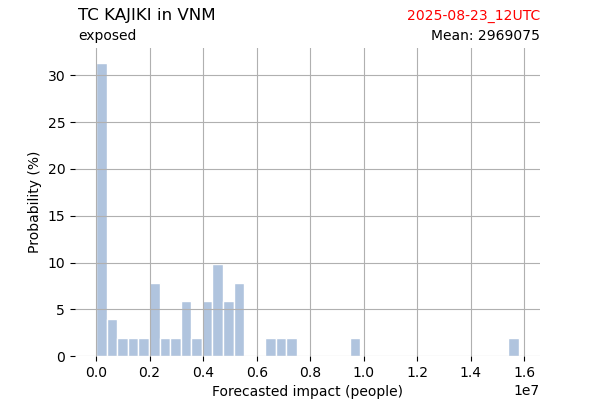 TC KAJIKI in VNM
2025-08-23_12UTC
exposed
Mean: 2969075
30
25
20
15
10
5
0
Probability (%)
0.0 0.2 0.4 0.6 0.8 1.0 1.2 1.4 1.6
1e7
Forecasted impact (people)